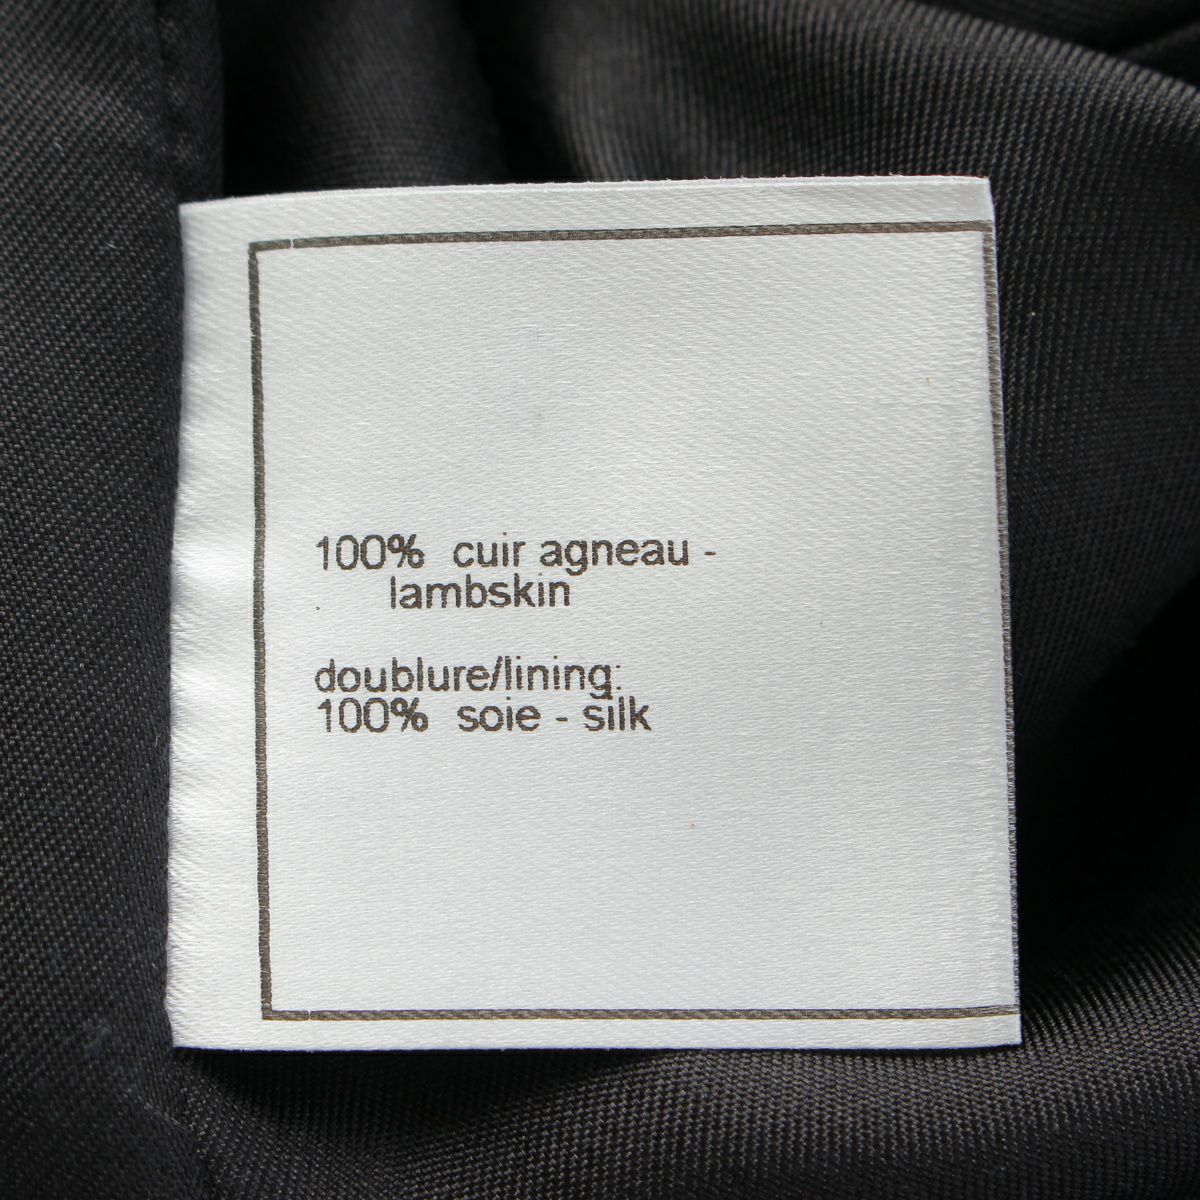 100% cuir agneau -
lambskin
doublure/lining:
100% soie - silk